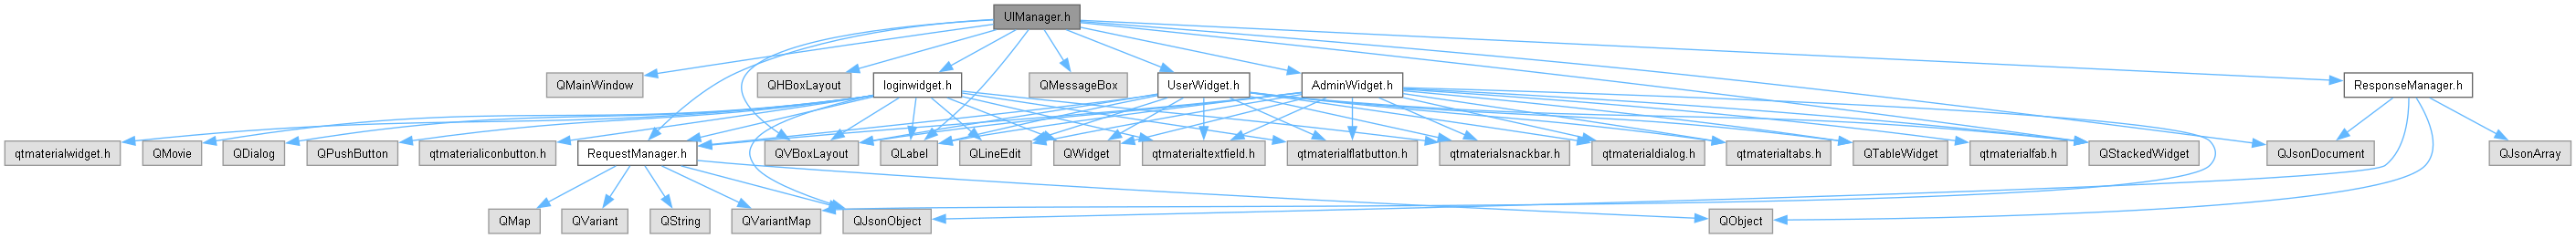 UIManager.h
QMainWindow
QHBoxLayout
loginwidget.h
QMessageBox
UserWidget.h
AdminWidget.h
ResponseManager.h
qtmaterialwidget.h
QMovie
QDialog
QPushButton
qtmaterialiconbutton.h
RequestManager.h
QVBoxLayout
QLabel
QLineEdit
QWidget
qtmaterialtextfield.h
qtmaterialflatbutton.h
qtmaterialsnackbar.h
qtmaterialdialog.h
qtmaterialtabs.h
QTableWidget
qtmaterialfab.h
QStackedWidget
QJsonDocument
QJsonArray
QMap
QVariant
QString
QVariantMap
QJsonObject
QObject